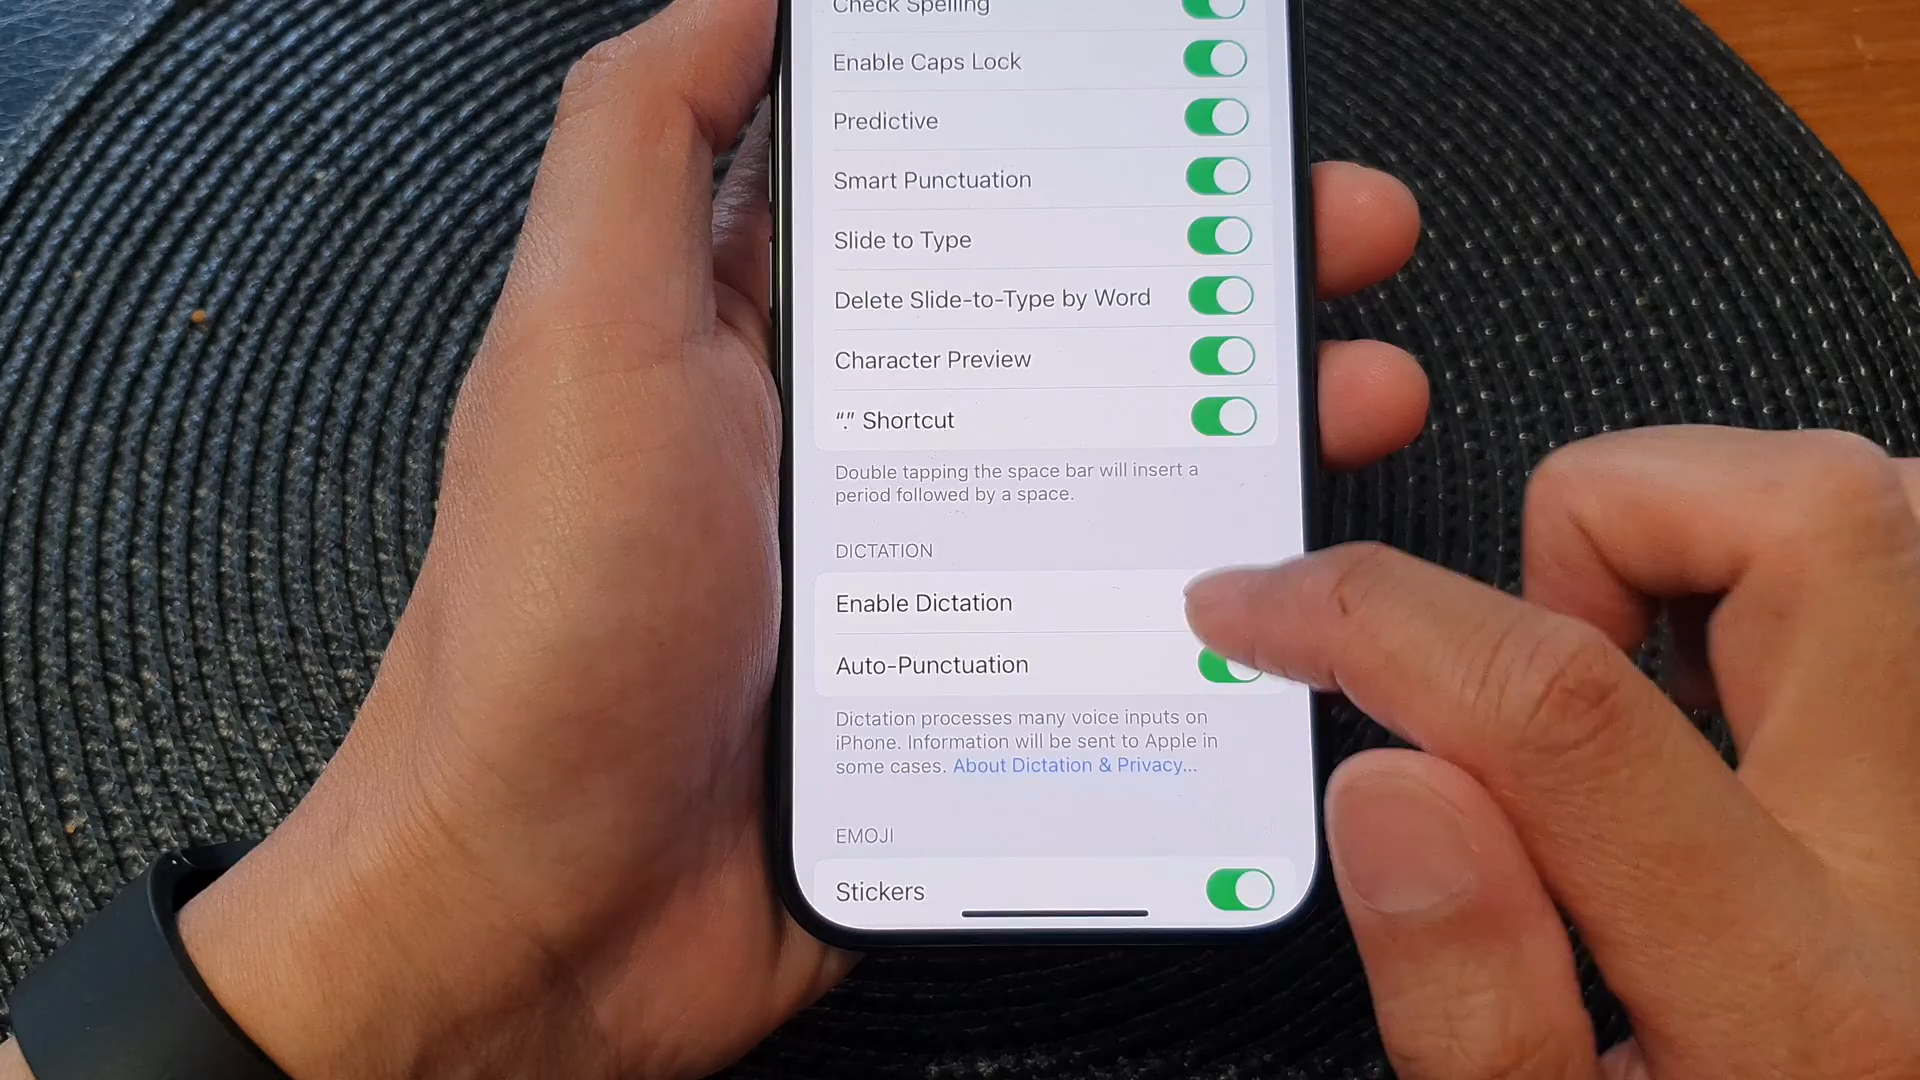 Check Spelling
Enable Caps Lock
Predictive
Smart Punctuation
Slide to Type
Delete Slide-to-Type by Word
Character Preview
“.” Shortcut
Double tapping the space bar will insert a
period followed by a space.
DICTATION
Enable Dictation
Auto-Punctuation
Dictation processes many voice inputs on
iPhone. Information will be sent to Apple in
some cases. About Dictation & Privacy...
EMOJI
Stickers